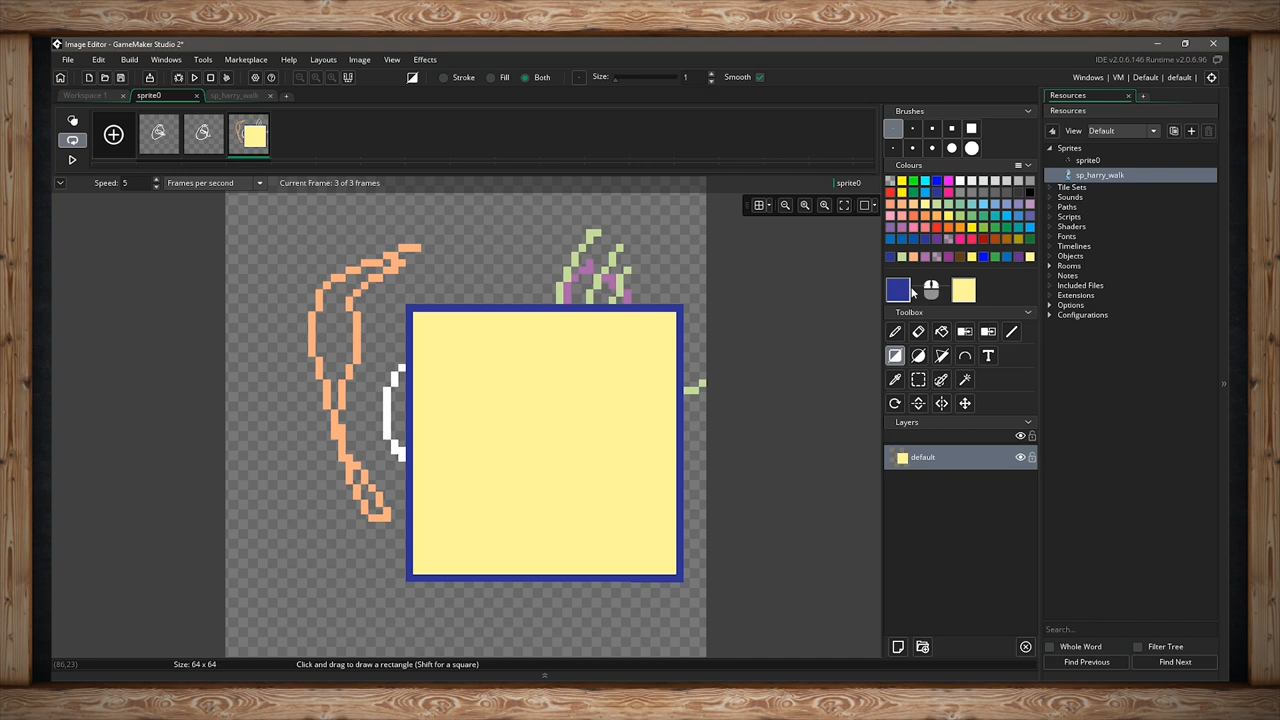 Image Editor - GameMaker Studio 2*
File Edit Build Windows Tools Marketplace Help Layouts Image View Effects
IDE v2.0.6.146 Runtime v2.0.6.96
Stroke Fill Both Size: 1 Smooth
Windows | VM | Default | default |
Workspace 1 sprite0 sp_harry_walk
Resources
Brushes
Resources
View Default
Sprites
sprite0
sp_harry_walk
Tile Sets
Sounds
Paths
Scripts
Shaders
Fonts
Timelines
Objects
Rooms
Notes
Included Files
Extensions
Options
Configurations
Colours
Speed: 5 Frames per second Current Frame: 3 of 3 frames sprite0
Toolbox
T
Layers
default
Search...
Whole Word Filter Tree
Find Previous Find Next
(86,23) Size: 64 x 64 Click and drag to draw a rectangle (Shift for a square)